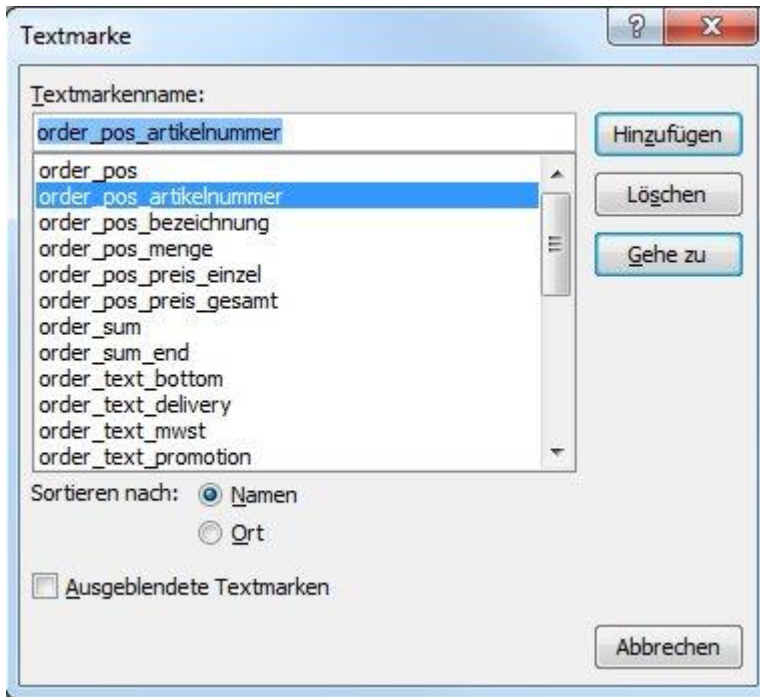 Textmarke
Textmarkenname:
order_pos_artikelnummer
Hinzufügen
order_pos
order_pos_artikelnummer
Löschen
order_pos_bezeichnung
order_pos_menge
Gehe zu
order_pos_preis_einzel
order_pos_preis_gesamt
order_sum
order_sum_end
order_text_bottom
order_text_delivery
order_text_mwst
order_text_promotion
Sortieren nach: Namen
Ort
Ausgeblendete Textmarken
Abbrechen